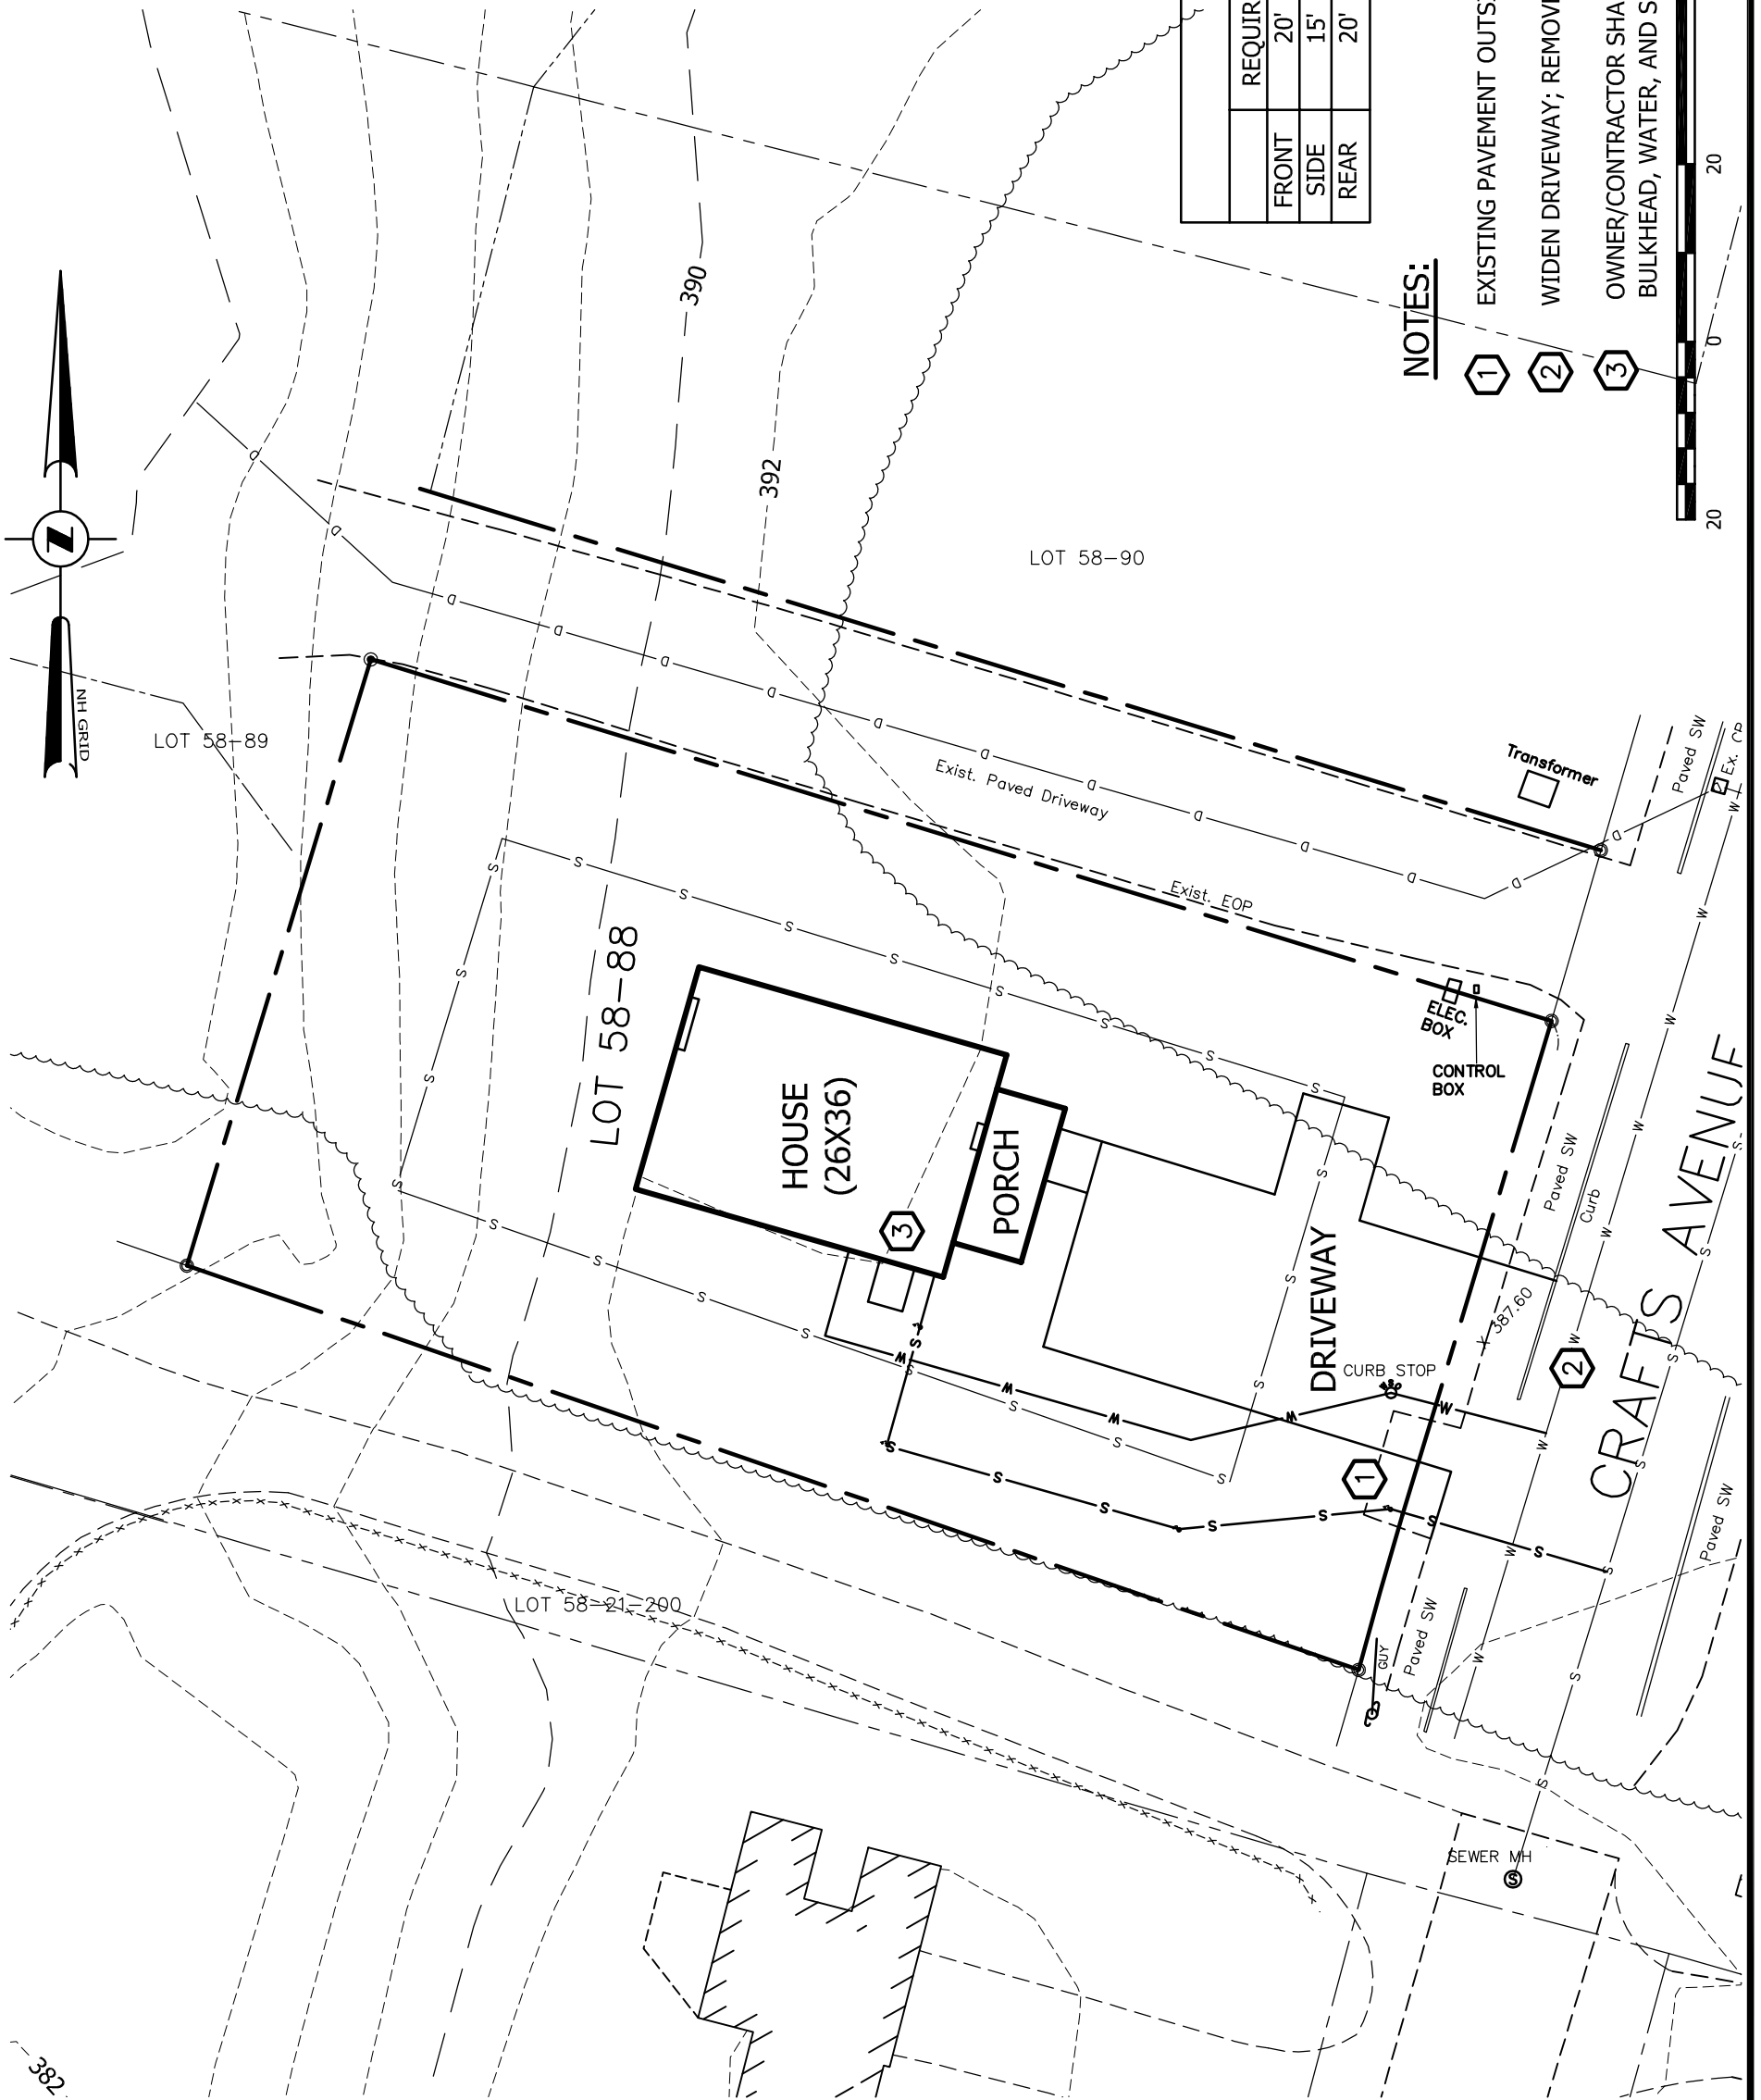 NH GRID
LOT 58-89
390
392
LOT 58-90
REQUIR
FRONT 20'
SIDE 15'
REAR 20'
NOTES:
1 EXISTING PAVEMENT OUTS
2 WIDEN DRIVEWAY; REMOV
3 OWNER/CONTRACTOR SHA
BULKHEAD, WATER, AND S
20 0 20
Exist. Paved Driveway
Exist. EOP
Transformer
Paved SW
Ex. CB
ELEC.
BOX
CONTROL
BOX
LOT 58-88
HOUSE
(26X36)
PORCH
3
DRIVEWAY
CURB STOP
X 387.60
Paved SW
Curb
CRAFTS AVENUE
2
1
Paved SW
Paved SW
GUY
LOT 58-21-200
SEWER MH
S
382
D D D D D D D D D D D D D D
S S S S S S S S S S S S S S S S S S S S S
W W W W W
S S S S S S S S
W W W W W W W W W
S S S S S S